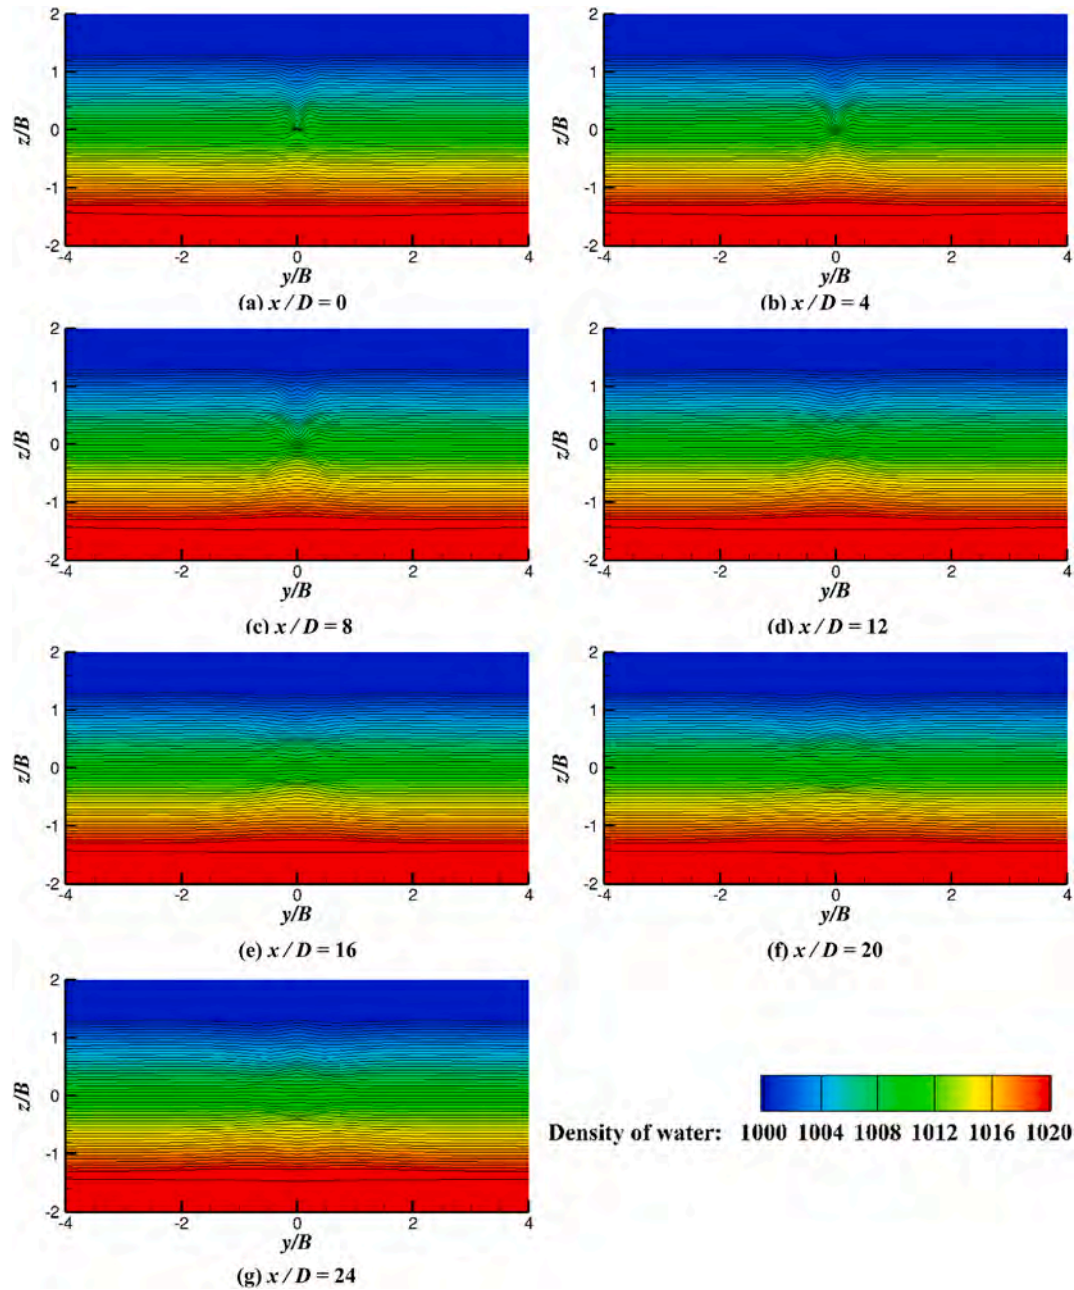 2
1
0
-1
-2
z/B
-4 -2 0 2 4
y/B
(a) x / D = 0
2
1
0
-1
-2
z/B
-4 -2 0 2 4
y/B
(b) x / D = 4
2
1
0
-1
-2
z/B
-4 -2 0 2 4
y/B
(c) x / D = 8
2
1
0
-1
-2
z/B
-4 -2 0 2 4
y/B
(d) x / D = 12
2
1
0
-1
-2
z/B
-4 -2 0 2 4
y/B
(e) x / D = 16
2
1
0
-1
-2
z/B
-4 -2 0 2 4
y/B
(f) x / D = 20
2
1
0
-1
-2
z/B
-4 -2 0 2 4
y/B
(g) x / D = 24
Density of water: 1000 1004 1008 1012 1016 1020